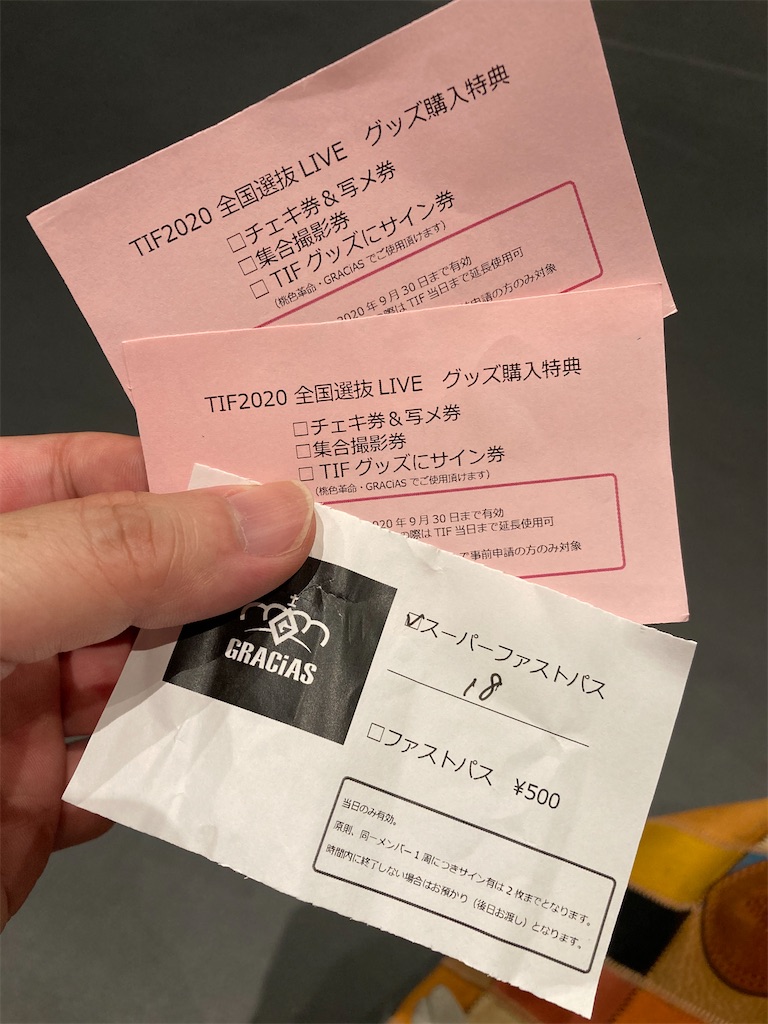 TIF2020 全国選抜 LIVE グッズ購入特典
□チェキ券＆写メ券
□集合撮影券
□ TIF グッズにサイン券
（桃色革命・GRACiAS でご使用頂けます）
2020 年 9 月 30 日まで有効
の際は TIF 当日まで延長使用可
申請の方のみ対象
TIF2020 全国選抜 LIVE グッズ購入特典
□チェキ券＆写メ券
□集合撮影券
□ TIF グッズにサイン券
（桃色革命・GRACiAS でご使用頂けます）
020 年 9 月 30 日まで有効
の際は TIF 当日まで延長使用可
で事前申請の方のみ対象
GRACiAS
☑スーパーファストパス
18
□ファストパス ¥500
当日のみ有効。
原則、同一メンバー 1 周につきサイン有は 2 枚までとなります。
時間内に終了しない場合はお預かり（後日お渡し）となります。